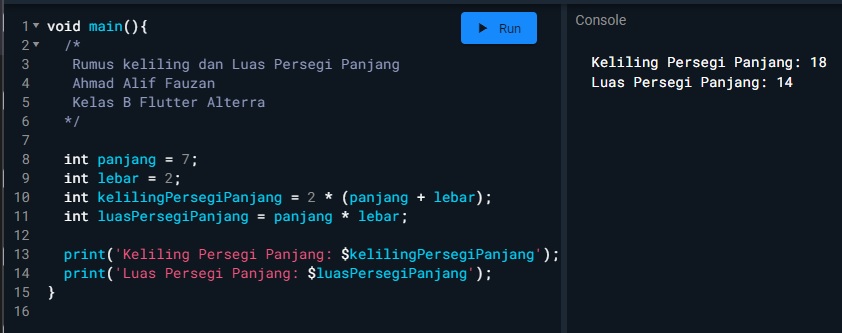 1 void main(){
2 /*
3 Rumus keliling dan Luas Persegi Panjang
4 Ahmad Alif Fauzan
5 Kelas B Flutter Alterra
6 */
7
8 int panjang = 7;
9 int lebar = 2;
10 int kelilingPersegiPanjang = 2 * (panjang + lebar);
11 int luasPersegiPanjang = panjang * lebar;
12
13 print('Keliling Persegi Panjang: $kelilingPersegiPanjang');
14 print('Luas Persegi Panjang: $luasPersegiPanjang');
15 }
16
Run
Console
Keliling Persegi Panjang: 18
Luas Persegi Panjang: 14